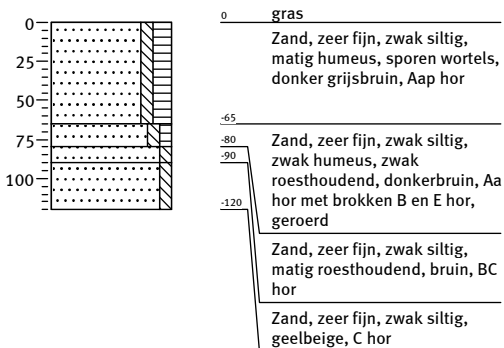 0
25
50
75
100
0
gras
Zand, zeer fijn, zwak siltig,
matig humeus, sporen wortels,
donker grijsbruin, Aap hor
-65
Zand, zeer fijn, zwak siltig,
zwak humeus, zwak
roesthoudend, donkerbruin, Aa
hor met brokken B en E hor,
geroerd
-80
Zand, zeer fijn, zwak siltig,
matig roesthoudend, bruin, BC
hor
-90
Zand, zeer fijn, zwak siltig,
geelbeige, C hor
-120